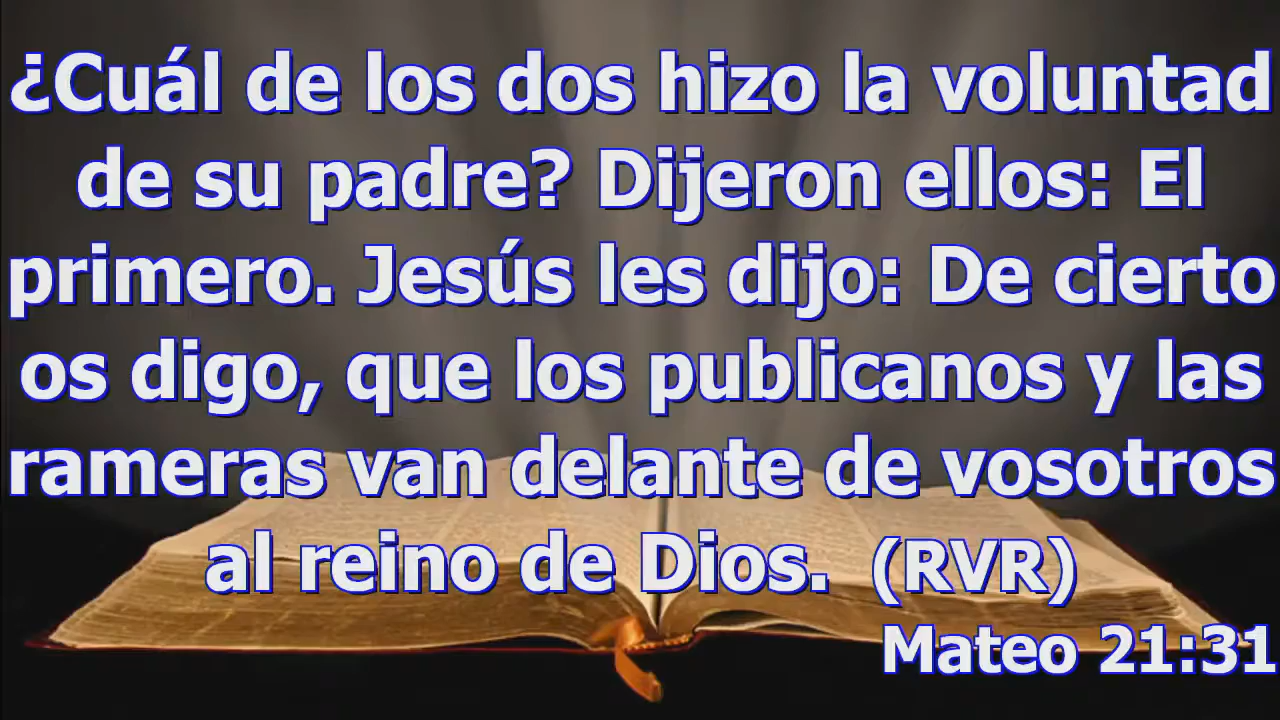 ¿Cuál de los dos hizo la voluntad
de su padre? Dijeron ellos: El
primero. Jesús les dijo: De cierto
os digo, que los publicanos y las
rameras van delante de vosotros
al reino de Dios. (RVR)
Mateo 21:31